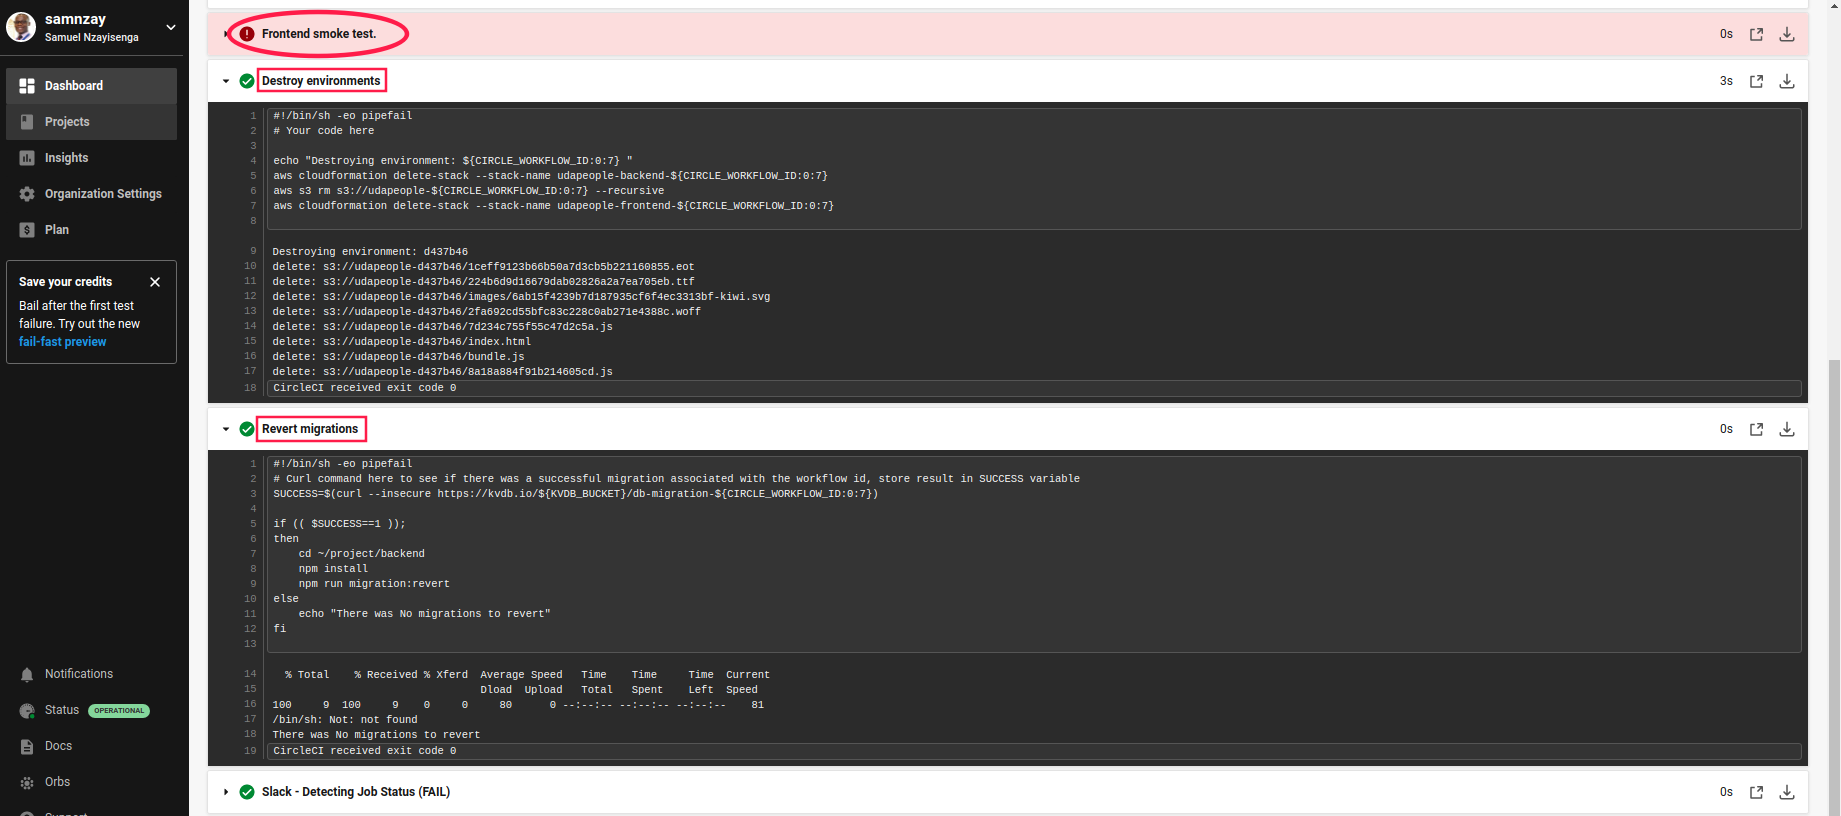 samnzay
Samuel Nzayisenga
Dashboard
Projects
Insights
Organization Settings
Plan
Save your credits
Bail after the first test
failure. Try out the new
fail-fast preview
Notifications
Status OPERATIONAL
Docs
Orbs
Support
Frontend smoke test. 0s
Destroy environments 3s
1 #!/bin/sh -eo pipefail
2 # Your code here
3
4 echo "Destroying environment: ${CIRCLE_WORKFLOW_ID:0:7} "
5 aws cloudformation delete-stack --stack-name udapeople-backend-${CIRCLE_WORKFLOW_ID:0:7}
6 aws s3 rm s3://udapeople-${CIRCLE_WORKFLOW_ID:0:7} --recursive
7 aws cloudformation delete-stack --stack-name udapeople-frontend-${CIRCLE_WORKFLOW_ID:0:7}
8
9 Destroying environment: d437b46
10 delete: s3://udapeople-d437b46/1ceff9123b66b50a7d3cb5b221160855.eot
11 delete: s3://udapeople-d437b46/224b6d9d16679dab02826a2a7ea705eb.ttf
12 delete: s3://udapeople-d437b46/images/6ab15f4239b7d187935cf6f4ec3313bf-kiwi.svg
13 delete: s3://udapeople-d437b46/2fa692cd55bfc83c228c0ab271e4388c.woff
14 delete: s3://udapeople-d437b46/7d234c755f55c47d2c5a.js
15 delete: s3://udapeople-d437b46/index.html
16 delete: s3://udapeople-d437b46/bundle.js
17 delete: s3://udapeople-d437b46/8a18a884f91b214605cd.js
18 CircleCI received exit code 0
Revert migrations 0s
1 #!/bin/sh -eo pipefail
2 # Curl command here to see if there was a successful migration associated with the workflow id, store result in SUCCESS variable
3 SUCCESS=$(curl --insecure https://kvdb.io/${KVDB_BUCKET}/db-migration-${CIRCLE_WORKFLOW_ID:0:7})
4
5 if (( $SUCCESS==1 ));
6 then
7 cd ~/project/backend
8 npm install
9 npm run migration:revert
10 else
11 echo "There was No migrations to revert"
12 fi
13
14 % Total % Received % Xferd Average Speed Time Time Time Current
15 Dload Upload Total Spent Left Speed
16 100 9 100 9 0 0 80 0 --:--:-- --:--:-- --:--:-- 81
17 /bin/sh: Not: not found
18 There was No migrations to revert
19 CircleCI received exit code 0
Slack - Detecting Job Status (FAIL) 0s